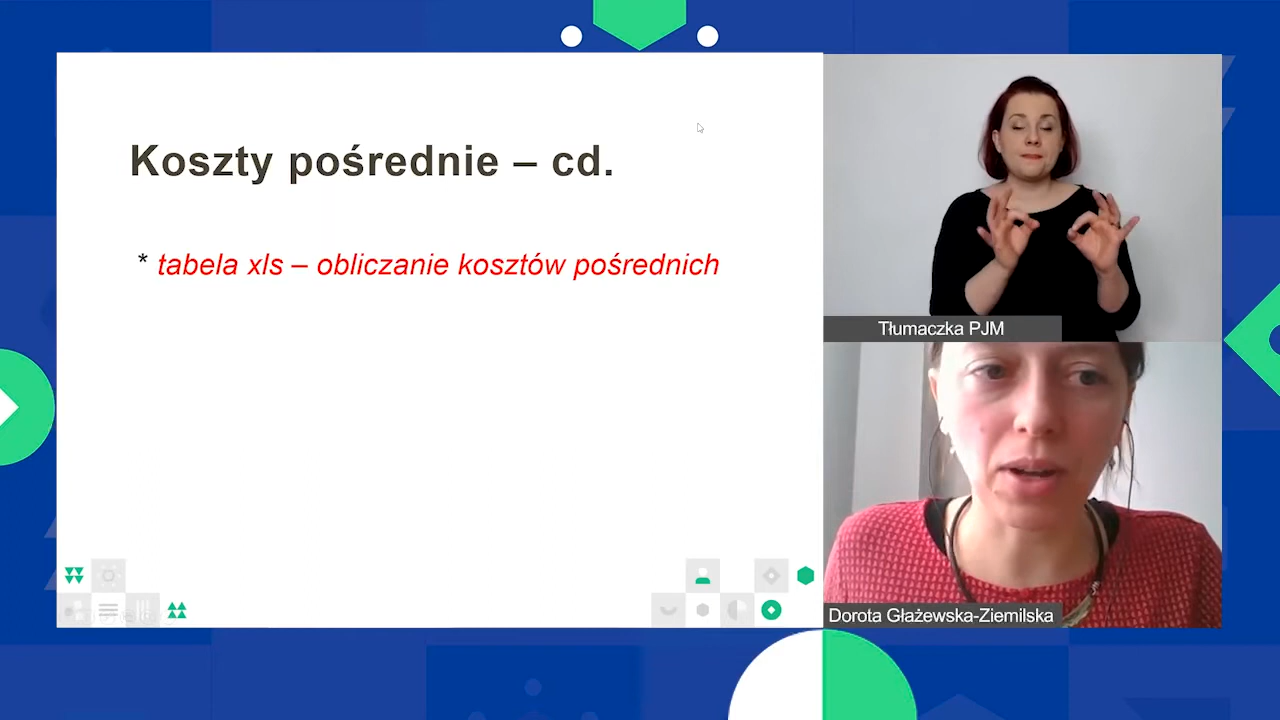 Koszty pośrednie – cd.
* tabela xls – obliczanie kosztów pośrednich
Tłumaczka PJM
Dorota Głażewska-Ziemilska